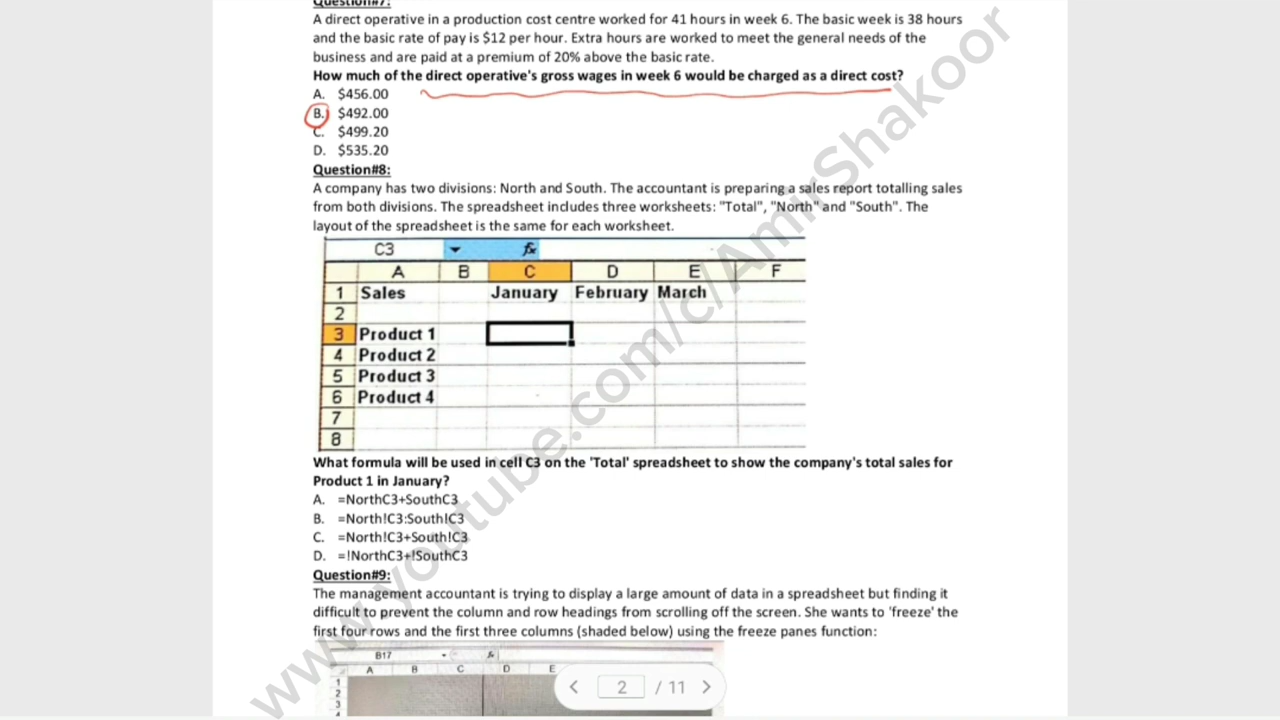 Question#7:
A direct operative in a production cost centre worked for 41 hours in week 6. The basic week is 38 hours
and the basic rate of pay is $12 per hour. Extra hours are worked to meet the general needs of the
business and are paid at a premium of 20% above the basic rate.
How much of the direct operative's gross wages in week 6 would be charged as a direct cost?
A. $456.00
B. $492.00
C. $499.20
D. $535.20
Question#8:
A company has two divisions: North and South. The accountant is preparing a sales report totalling sales
from both divisions. The spreadsheet includes three worksheets: "Total", "North" and "South". The
layout of the spreadsheet is the same for each worksheet.
C3 fx
A B C D E F
1 Sales January February March
2
3 Product 1
4 Product 2
5 Product 3
6 Product 4
7
8
What formula will be used in cell C3 on the 'Total' spreadsheet to show the company's total sales for
Product 1 in January?
A. =NorthC3+SouthC3
B. =North!C3:South!C3
C. =North!C3+South!C3
D. =!NorthC3+!SouthC3
Question#9:
The management accountant is trying to display a large amount of data in a spreadsheet but finding it
difficult to prevent the column and row headings from scrolling off the screen. She wants to 'freeze' the
first four rows and the first three columns (shaded below) using the freeze panes function:
B17 fx
A B C D E
1
2
3
4
< 2 / 11 >
www.youtube.com/c/AmirShakoor